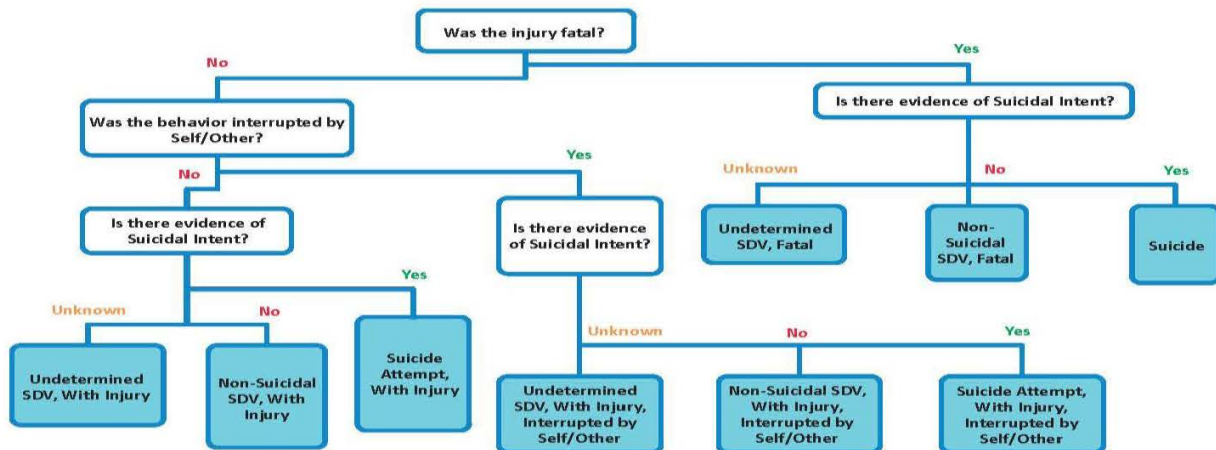 Was the injury fatal?
No
Yes
Was the behavior interrupted by
Self/Other?
Is there evidence of Suicidal Intent?
No
Yes
Unknown
No
Yes
Is there evidence of
Suicidal Intent?
Is there evidence
of Suicidal Intent?
Undetermined
SDV, Fatal
Non-
Suicidal
SDV, Fatal
Suicide
Unknown
No
Yes
Undetermined
SDV, With Injury
Non-Suicidal
SDV, With
Injury
Suicide
Attempt,
With Injury
Unknown
No
Yes
Undetermined
SDV, With Injury,
Interrupted by
Self/Other
Non-Suicidal SDV,
With Injury,
Interrupted by
Self/Other
Suicide Attempt,
With Injury,
Interrupted by
Self/Other